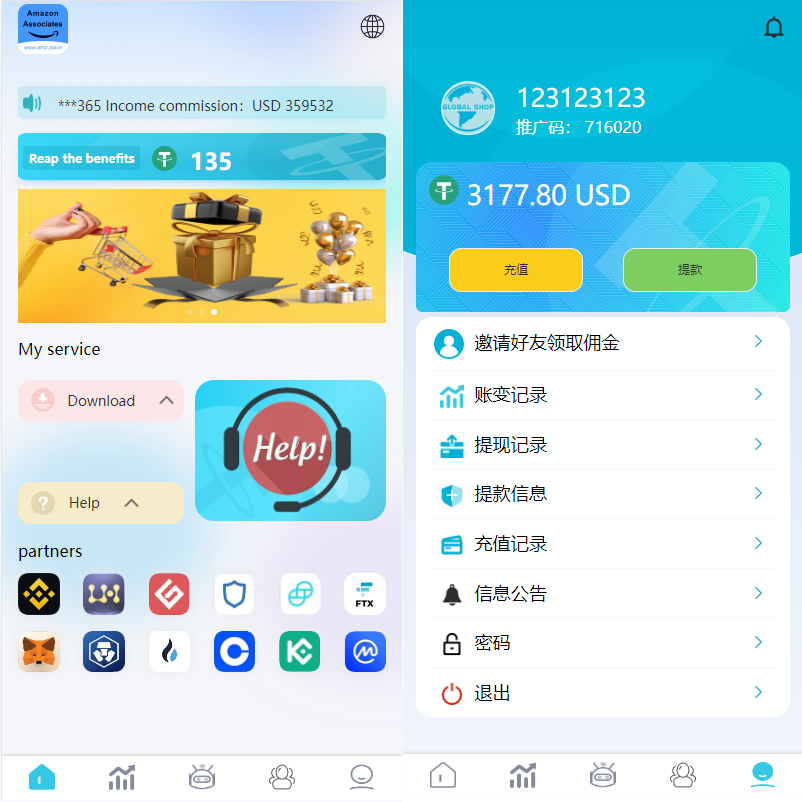 Amazon
Associates
www.amz.place
***365 Income commission：USD 359532
Reap the benefits
135
My service
Download
Help!
Help
partners
FTX
GLOBAL SHOP
123123123
推广码： 716020
3177.80 USD
充值
提款
邀请好友领取佣金
账变记录
提现记录
提款信息
充值记录
信息公告
密码
退出